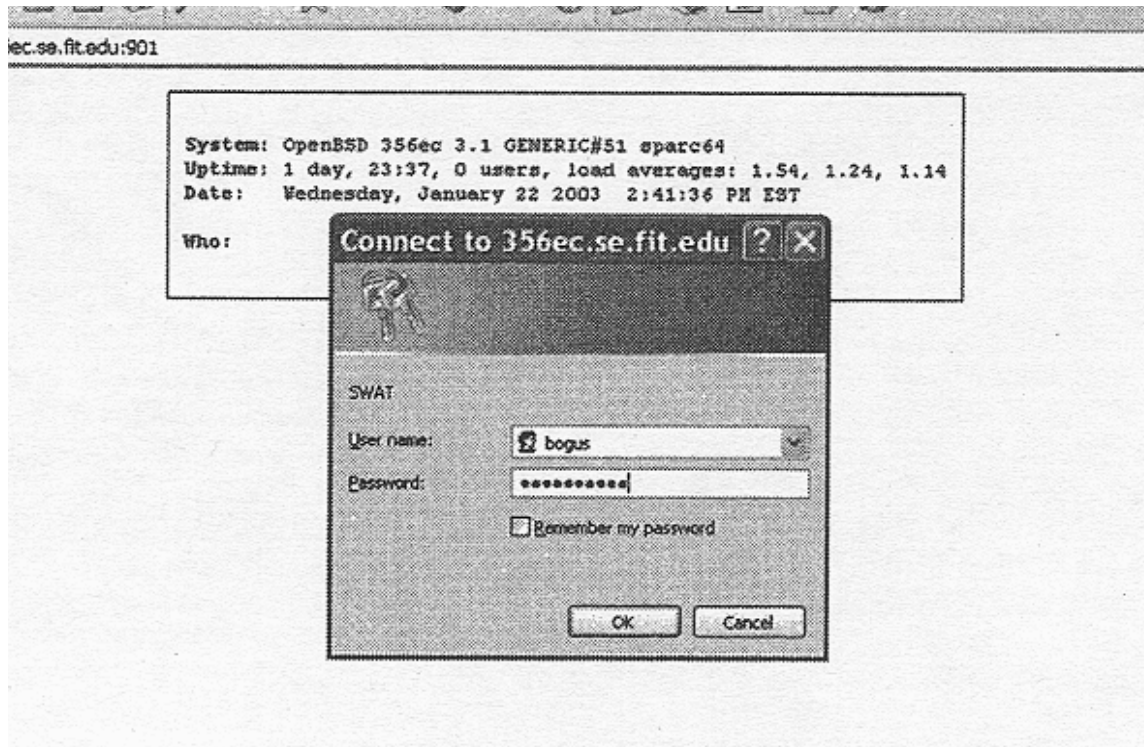 ec.se.fit.edu:901
System: OpenBSD 356ec 3.1 GENERIC#51 sparc64
Uptime: 1 day, 23:37, 0 users, load averages: 1.54, 1.24, 1.14
Date: Wednesday, January 22 2003 2:41:36 PM EST
Who:
Connect to 356ec.se.fit.edu
SWAT
User name: bogus
Password: ••••••••••
Remember my password
OK Cancel